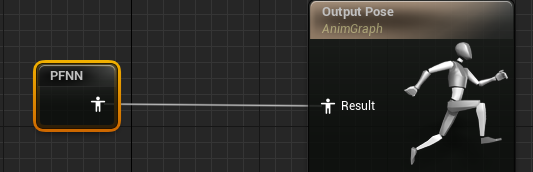 Output Pose
AnimGraph
PFNN
Result